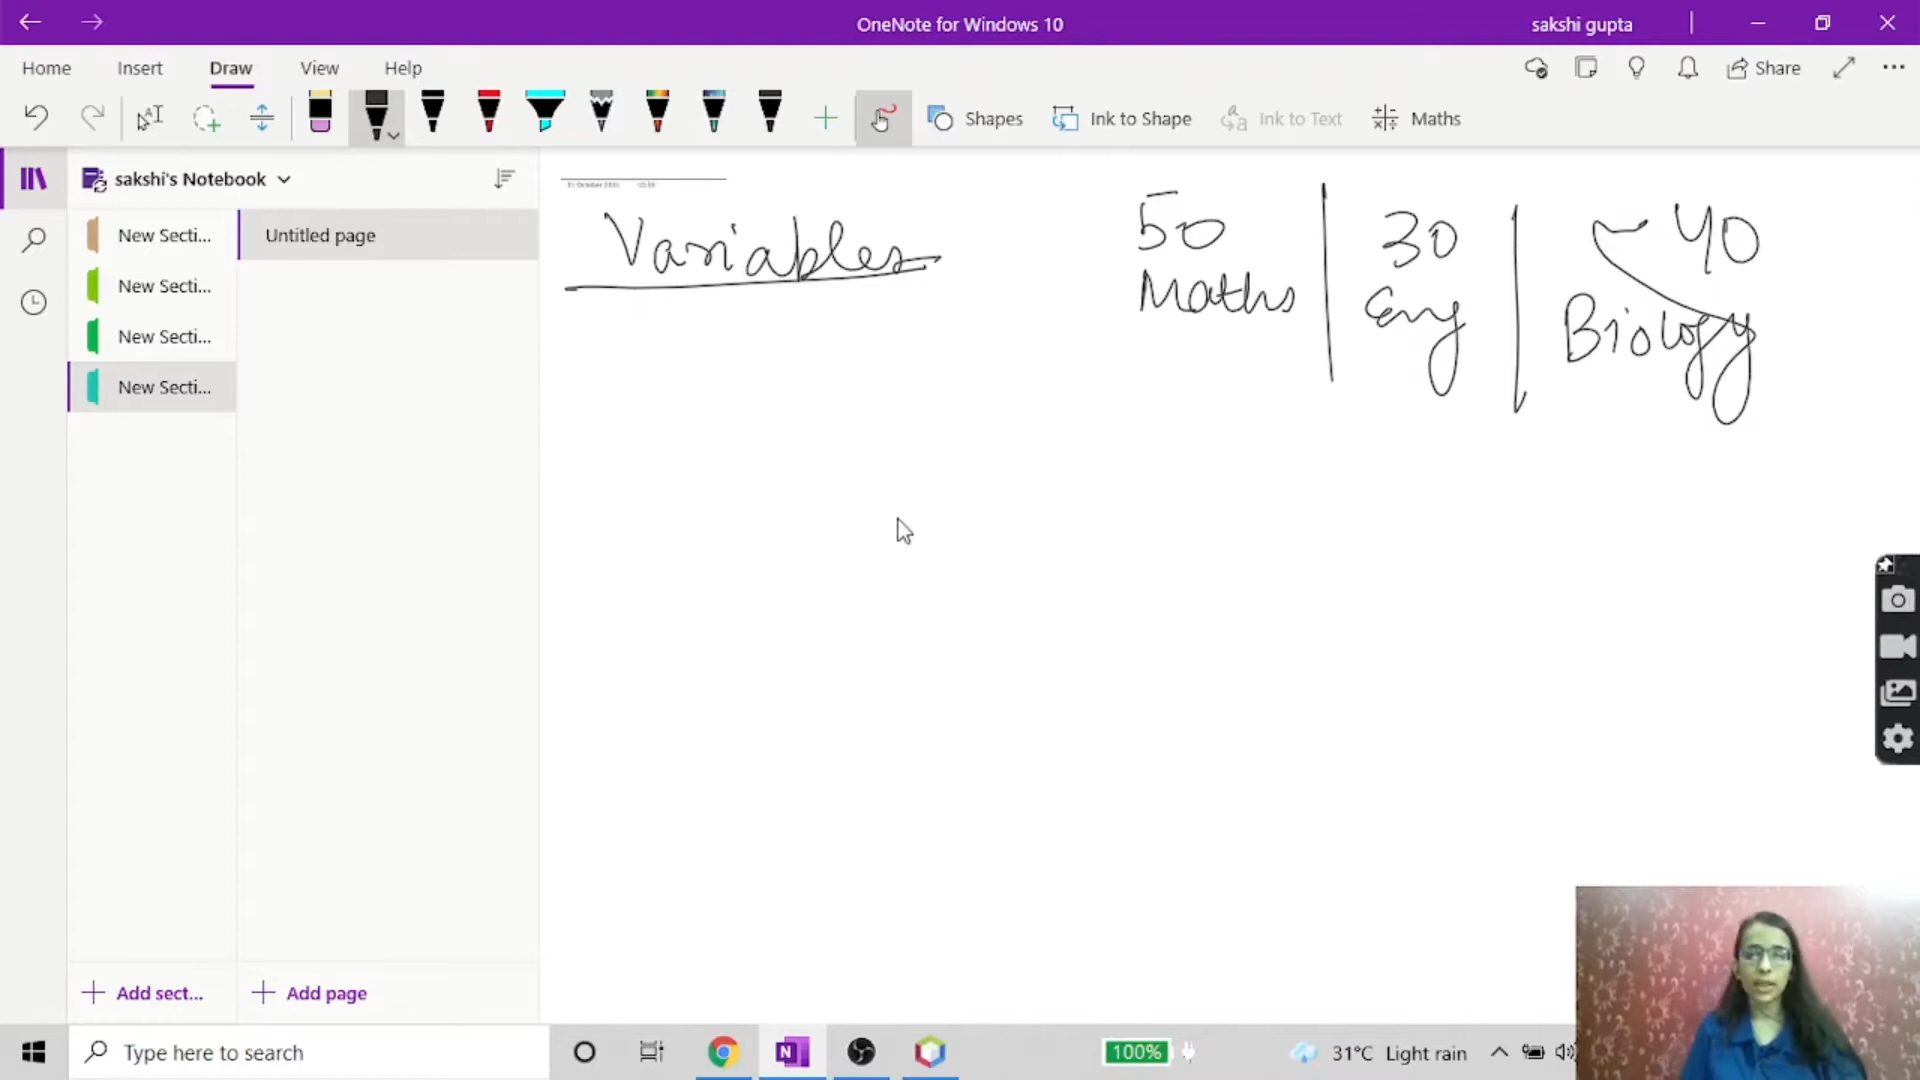 OneNote for Windows 10
sakshi gupta
Home Insert Draw View Help
Share
Shapes Ink to Shape Ink to Text Maths
sakshi's Notebook
New Secti...
New Secti...
New Secti...
New Secti...
Untitled page
Variables
50 30 40
Maths Eng Biology
Add sect... Add page
Type here to search
N
100%
31°C Light rain